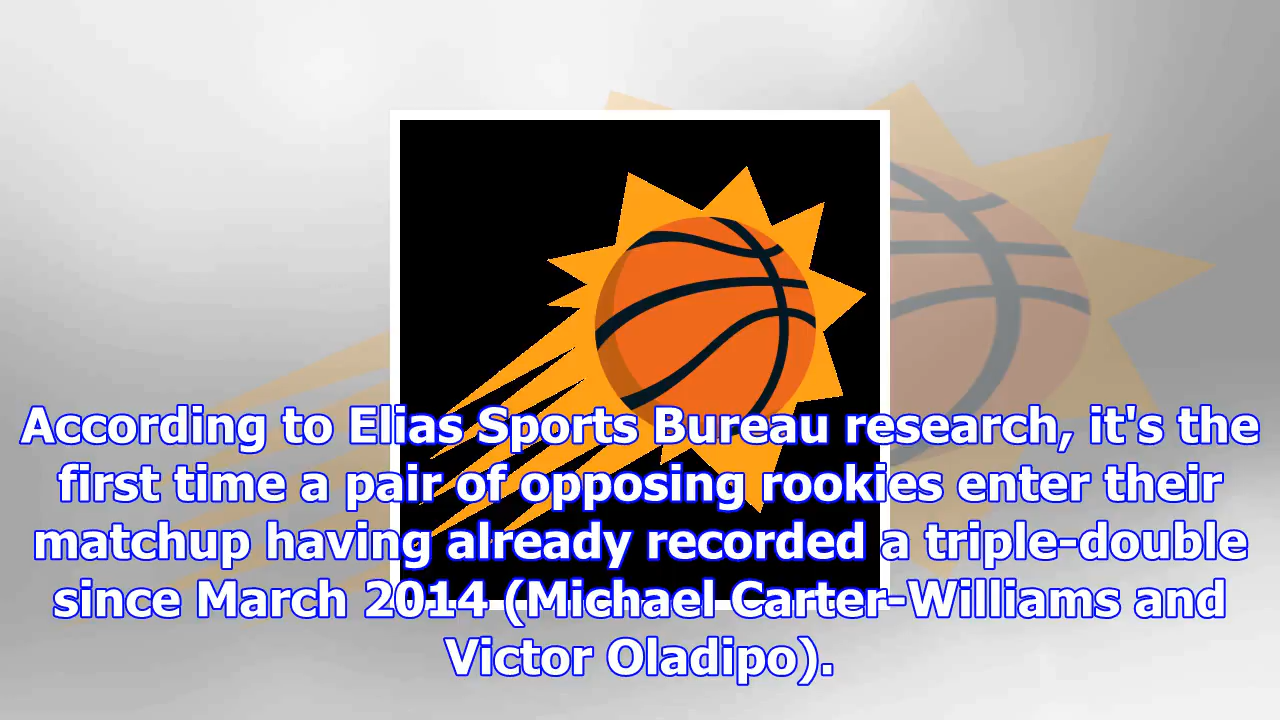 According to Elias Sports Bureau research, it's the
first time a pair of opposing rookies enter their
matchup having already recorded a triple-double
since March 2014 (Michael Carter-Williams and
Victor Oladipo).